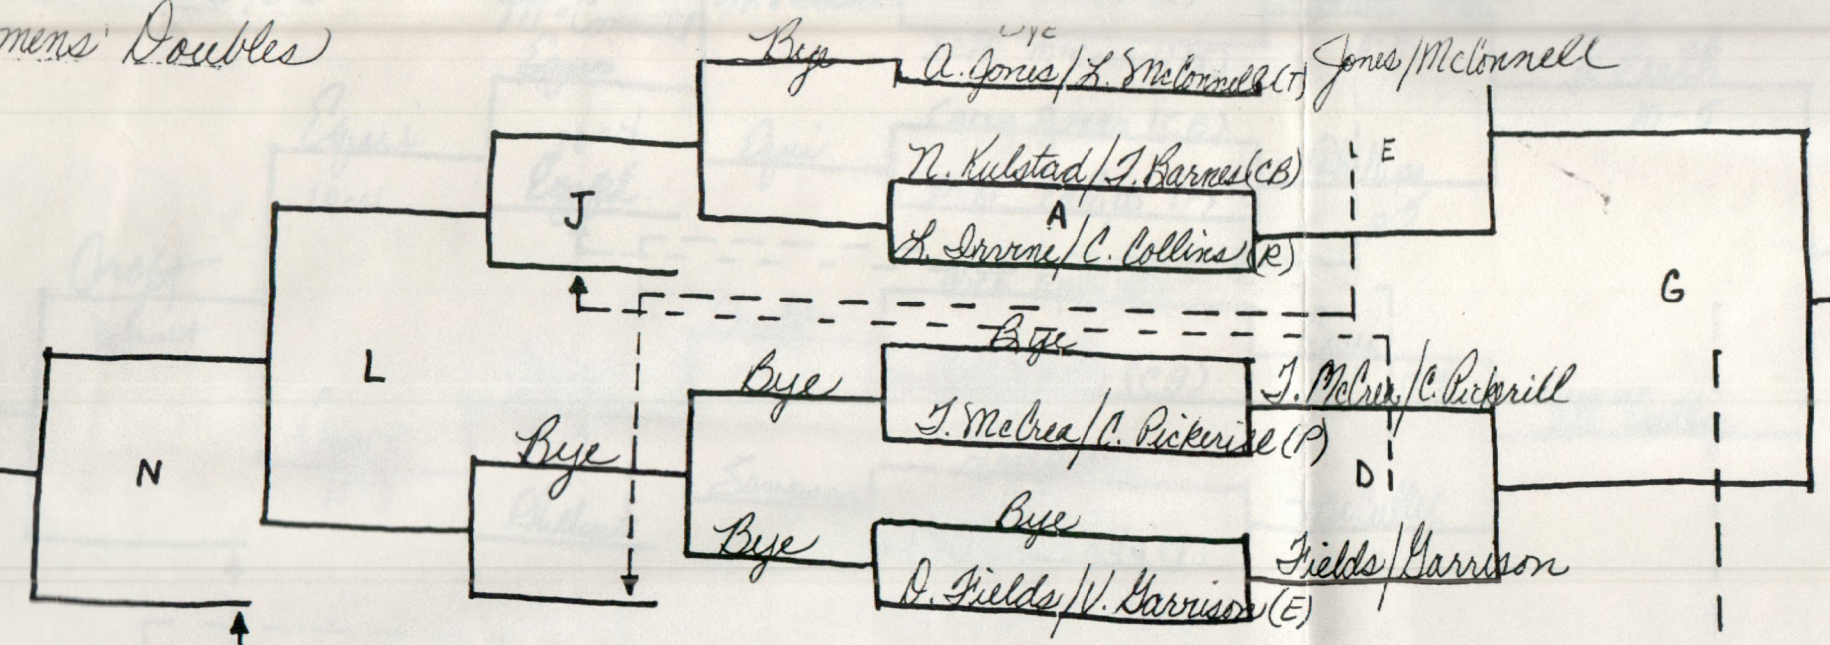 mens' Doubles
Bye
Bye
A. Jones/L. McConnell (T)
Jones/McConnell
N. Kulstad/T. Barnes (CB)
E
J
A
L. Irvine/C. Collins (R)
G
Bye
L
Bye
T. McCrea/C. Pickerill
T. McCrea/C. Pickerill (P)
Bye
N
D
Bye
Bye
Fields/Garrison
D. Fields/V. Garrison (E)